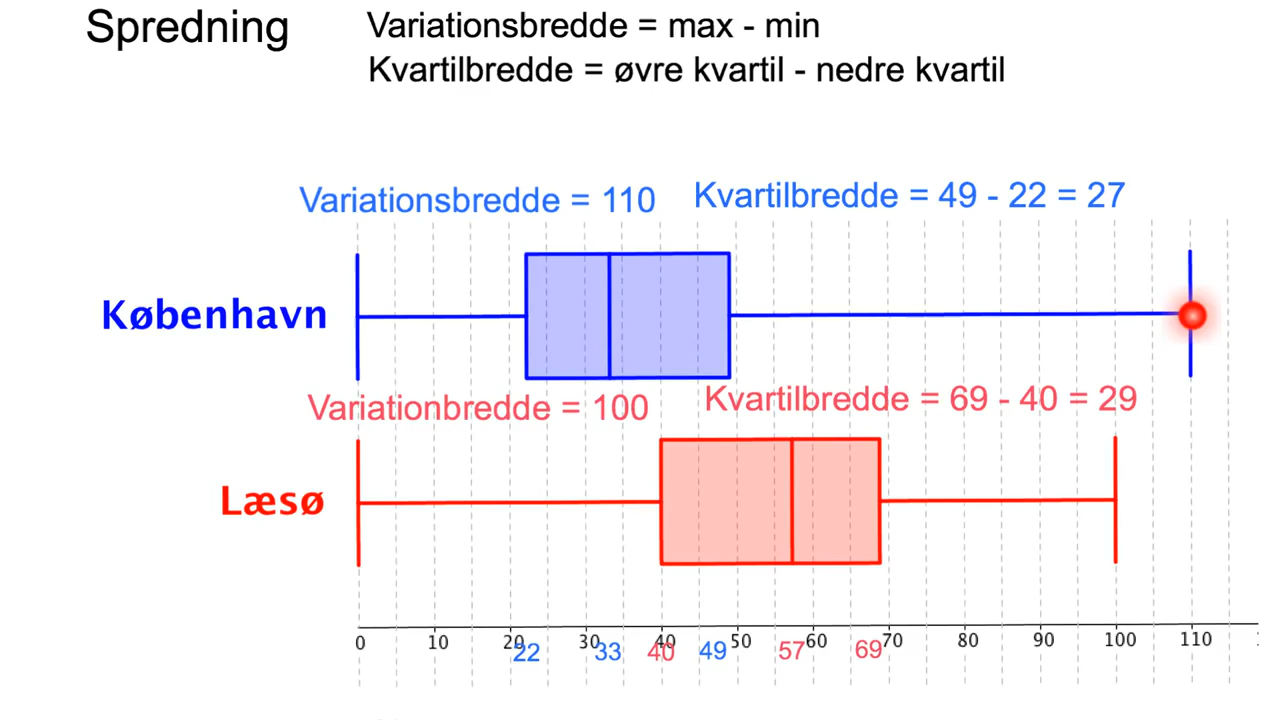 Spredning
Variationsbredde = max - min
Kvartilbredde = øvre kvartil - nedre kvartil
Variationsbredde = 110
Kvartilbredde = 49 - 22 = 27
København
Variationbredde = 100
Kvartilbredde = 69 - 40 = 29
Læsø
0 10 20 30 40 50 60 70 80 90 100 110
22 33 40 49 57 69